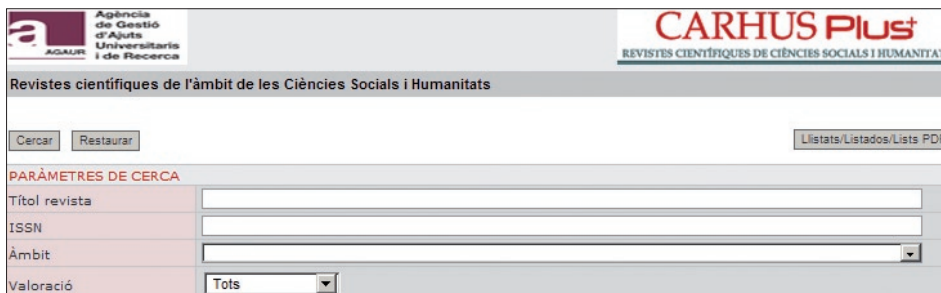 Agència
de Gestió
d'Ajuts
Universitaris
i de Recerca
AGAUR
CARHUS Plus+
REVISTES CIENTÍFIQUES DE CIÈNCIES SOCIALS I HUMANITA
Revistes científiques de l'àmbit de les Ciències Socials i Humanitats
Cercar Restaurar Llistats/Listados/Lists PD
PARÀMETRES DE CERCA
Títol revista
ISSN
Àmbit
Valoració Tots